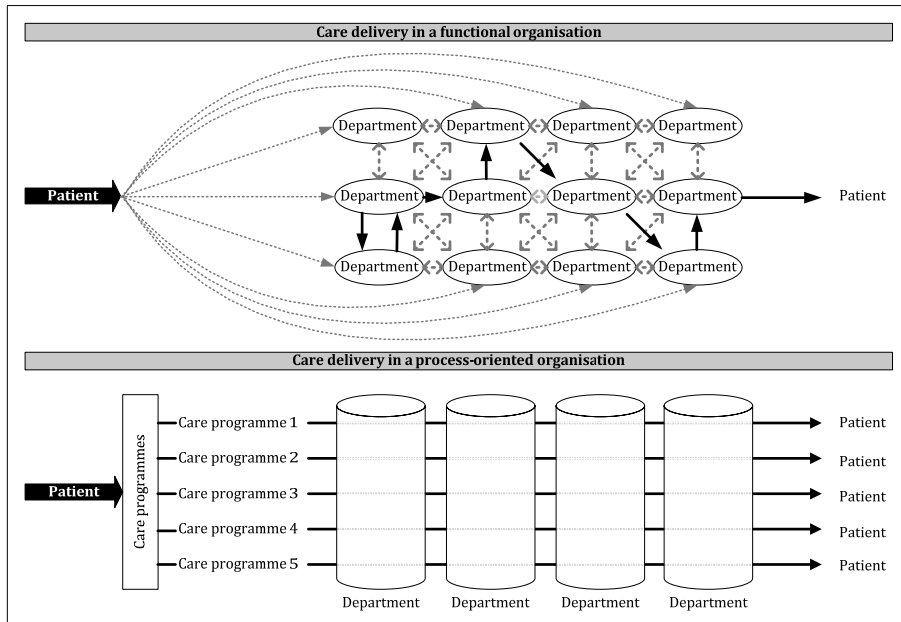 Care delivery in a functional organisation
Department Department Department Department
Patient Department Department Department Department Patient
Department Department Department Department
Care delivery in a process-oriented organisation
Care programme 1 Patient
Care programme 2 Patient
Patient Care programmes Care programme 3 Patient
Care programme 4 Patient
Care programme 5 Patient
Department Department Department Department